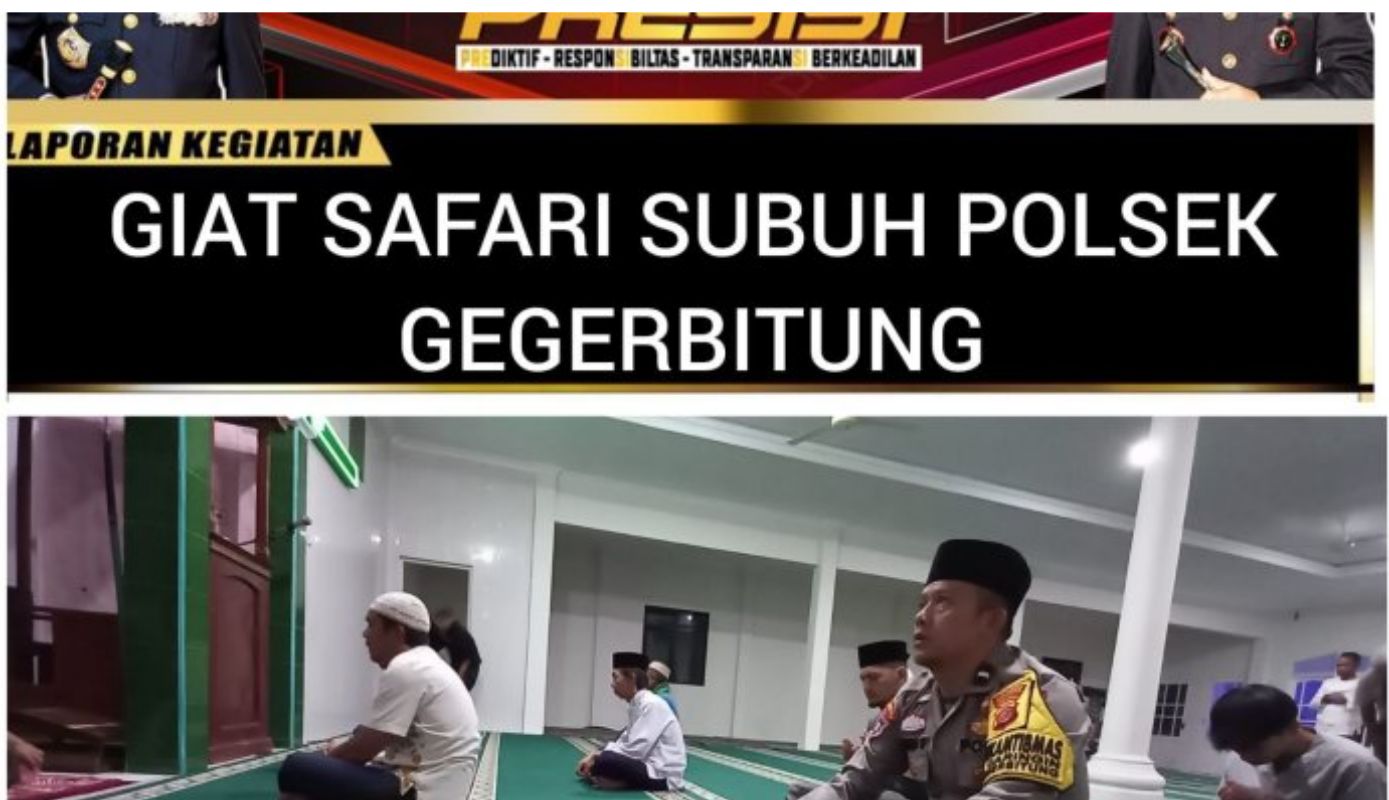 PRESISI
PREDIKTIF - RESPONSIBILTAS - TRANSPARANSI BERKEADILAN
LAPORAN KEGIATAN
GIAT SAFARI SUBUH POLSEK
GEGERBITUNG